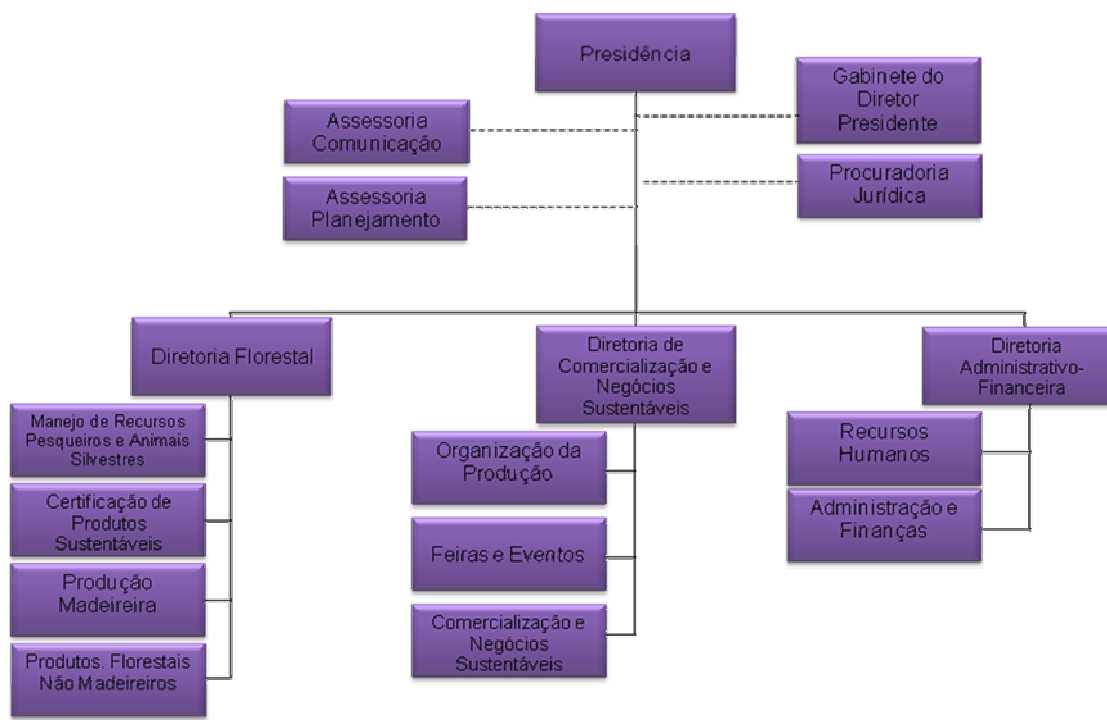 Presidência
Gabinete do
Diretor
Presidente
Assessoria
Comunicação
Procuradoria
Jurídica
Assessoria
Planejamento
Diretoria Florestal
Diretoria de
Comercialização e
Negócios
Sustentáveis
Diretoria
Administrativo-
Financeira
Manejo de Recursos
Pesqueiros e Animais
Silvestres
Certificação de
Produtos
Sustentáveis
Produção
Madeireira
Produtos. Florestais
Não Madeireiros
Organização da
Produção
Feiras e Eventos
Comercialização e
Negócios
Sustentáveis
Recursos
Humanos
Administração e
Finanças